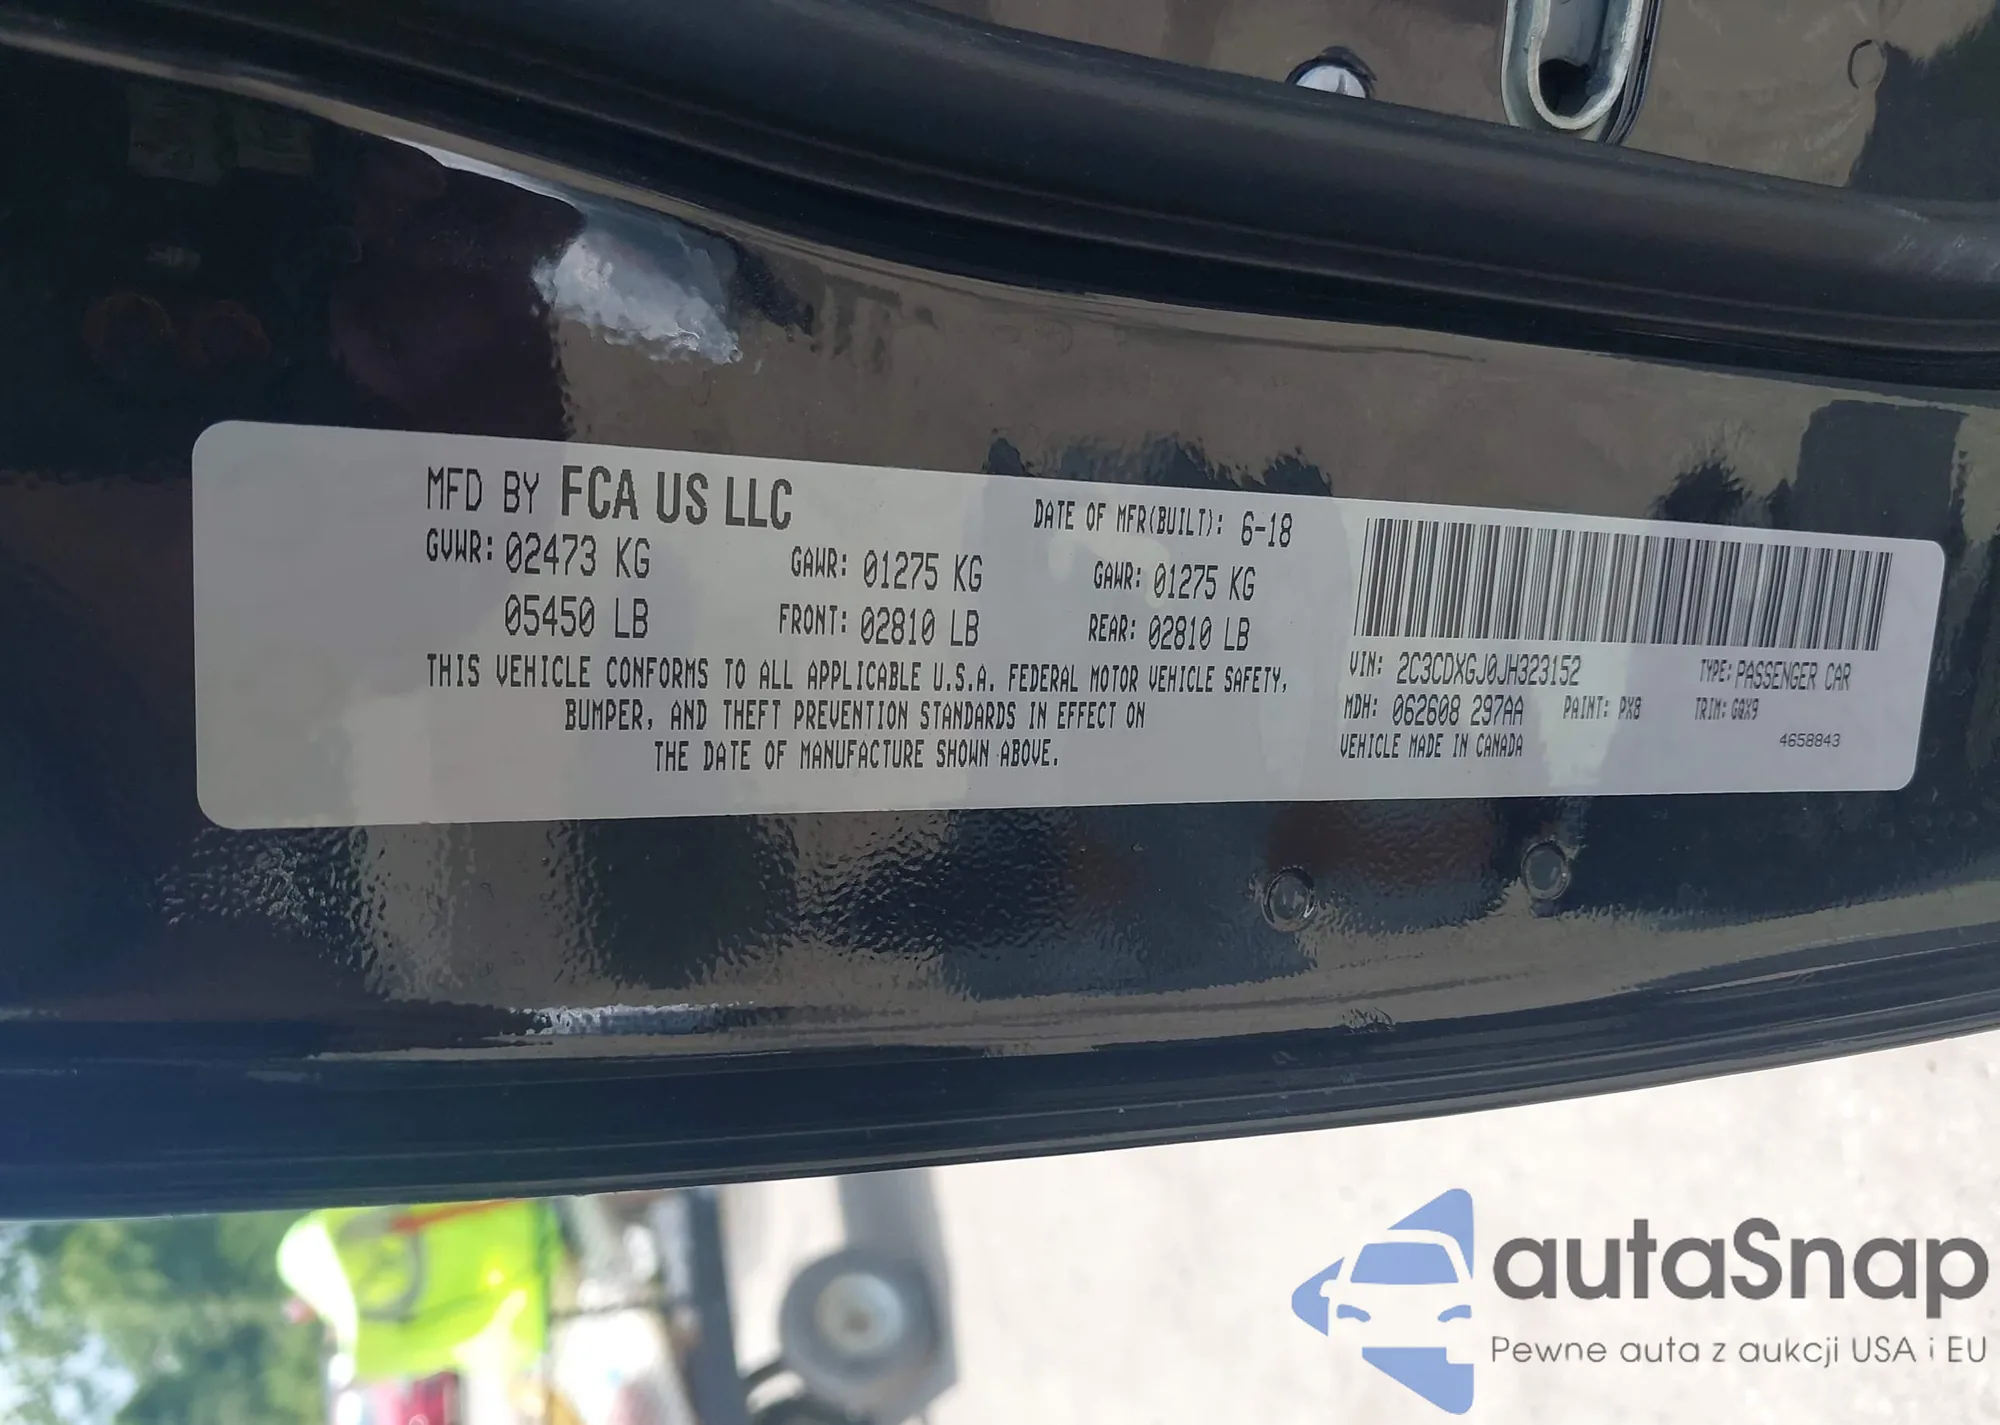 MFD BY FCA US LLC DATE OF MFR(BUILT): 6-18
GVWR: 02473 KG GAWR: 01275 KG GAWR: 01275 KG
05450 LB FRONT: 02810 LB REAR: 02810 LB
THIS VEHICLE CONFORMS TO ALL APPLICABLE U.S.A. FEDERAL MOTOR VEHICLE SAFETY,
BUMPER, AND THEFT PREVENTION STANDARDS IN EFFECT ON
THE DATE OF MANUFACTURE SHOWN ABOVE.
VIN: 2C3CDXGJ0JH323152 TYPE: PASSENGER CAR
MDH: 062608 297AA PAINT: PX8 TRIM: GQX9
VEHICLE MADE IN CANADA 4658843
autaSnap
Pewne auta z aukcji USA i EU